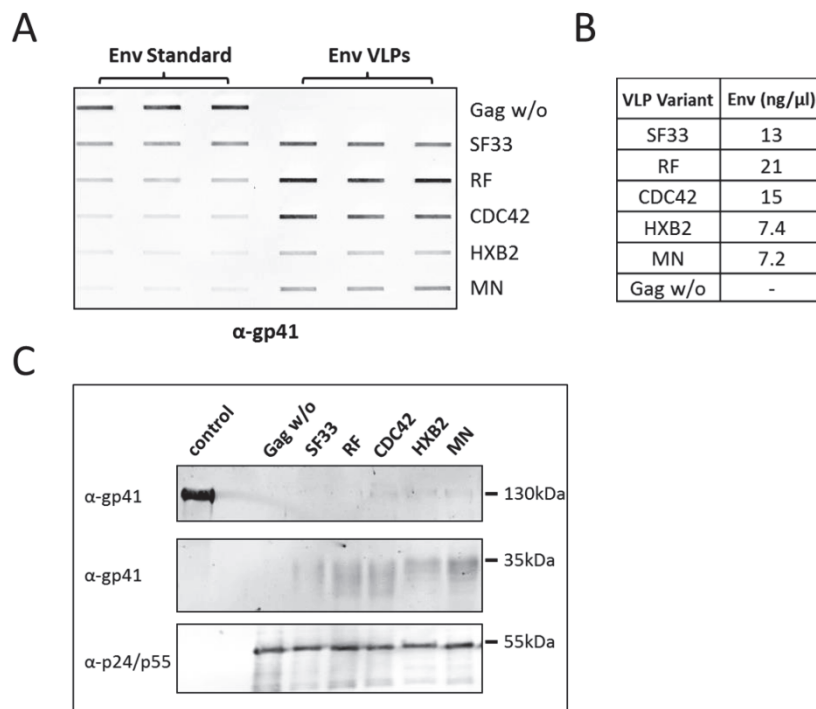 A
Env Standard Env VLPs
Gag w/o
SF33
RF
CDC42
HXB2
MN
α-gp41
B
VLP Variant Env (ng/μl)
SF33 13
RF 21
CDC42 15
HXB2 7.4
MN 7.2
Gag w/o -
C
control Gag w/o SF33 RF CDC42 HXB2 MN
α-gp41 130kDa
α-gp41 35kDa
α-p24/p55 55kDa